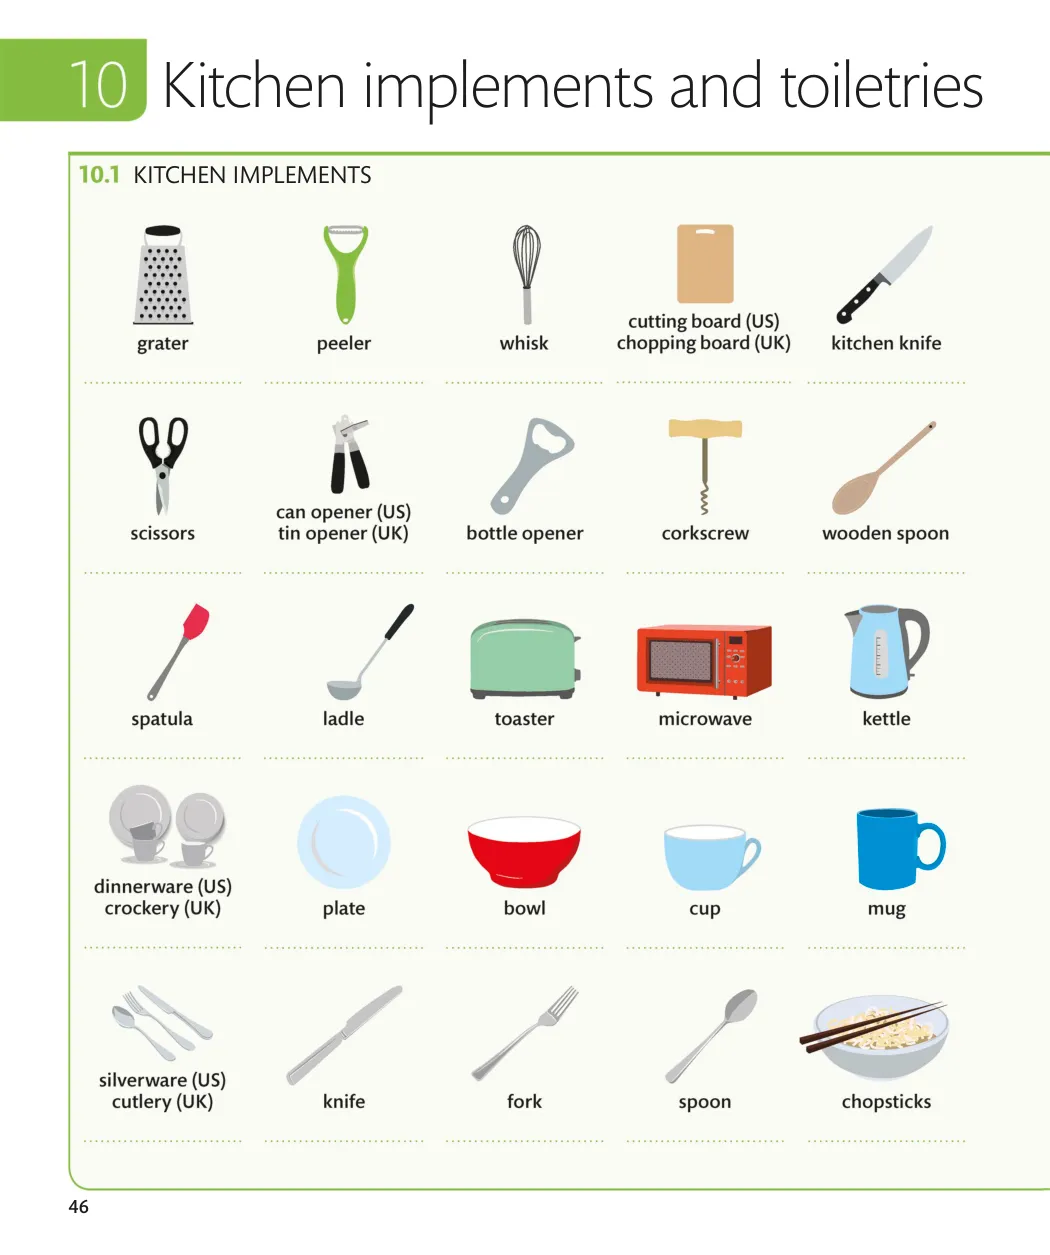 10 Kitchen implements and toiletries
10.1 KITCHEN IMPLEMENTS
grater
peeler
whisk
cutting board (US)
chopping board (UK)
kitchen knife
scissors
can opener (US)
tin opener (UK)
bottle opener
corkscrew
wooden spoon
spatula
ladle
toaster
microwave
kettle
dinnerware (US)
crockery (UK)
plate
bowl
cup
mug
silverware (US)
cutlery (UK)
knife
fork
spoon
chopsticks
46